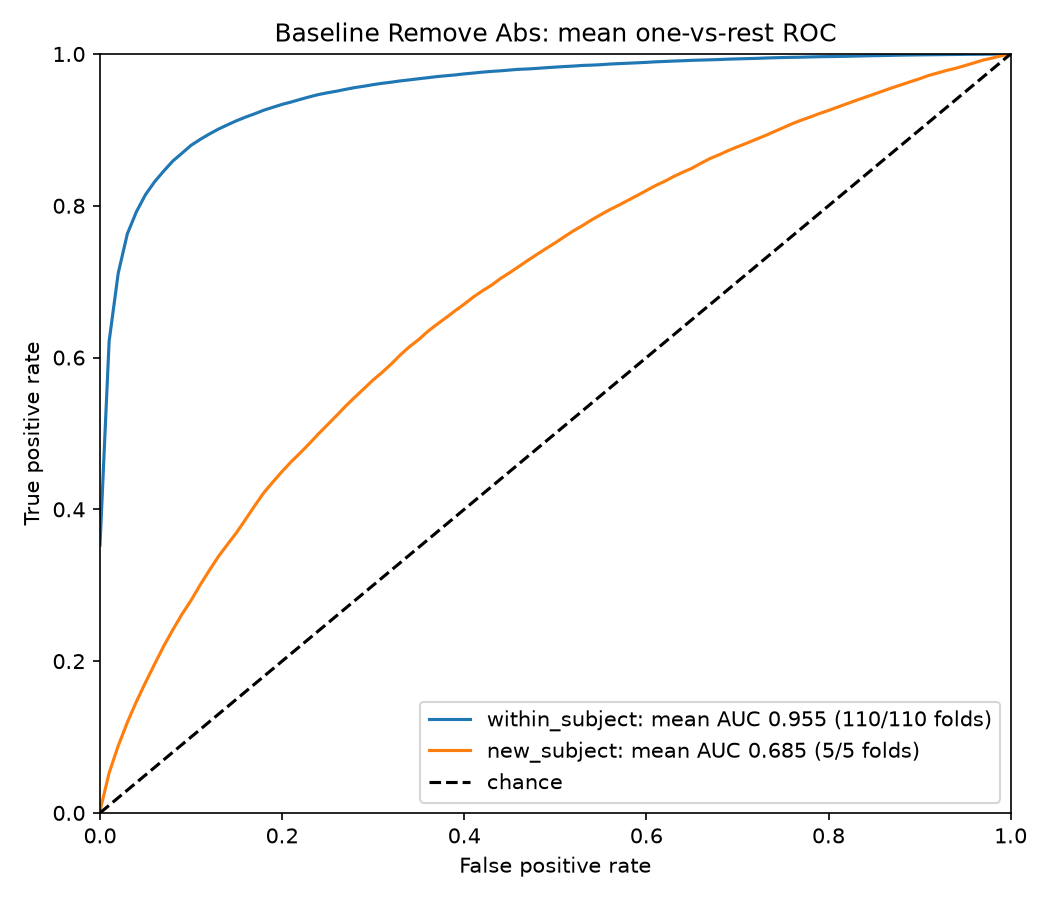 Baseline Remove Abs: mean one-vs-rest ROC
1.0
0.8
0.6
0.4
0.2
0.0
True positive rate
within_subject: mean AUC 0.955 (110/110 folds)
new_subject: mean AUC 0.685 (5/5 folds)
chance
0.0 0.2 0.4 0.6 0.8 1.0
False positive rate